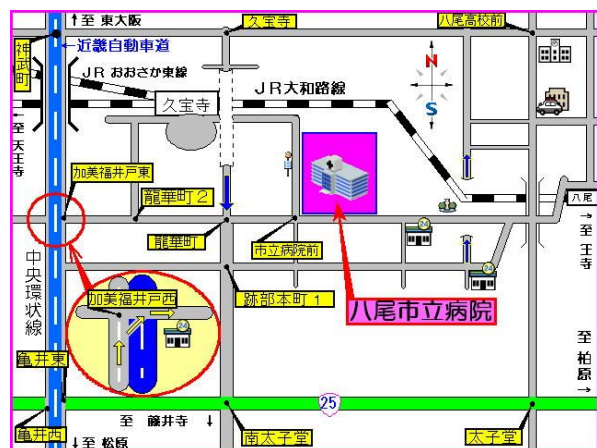 ↑至 東大阪
久宝寺
八尾高校前
←近畿自動車道
神武町
JR おおさか東線
JR大和路線
久宝寺
N
S
←至 天王寺
加美福井戸東
龍華町2
八尾
龍華町
市立病院前
24
→至 王寺
中央環状線
加美福井戸西
24
24
跡部本町1
八尾市立病院
亀井東
至 柏原→
25
至 藤井寺 ↓
亀井西
↓至 松原
南太子堂
太子堂